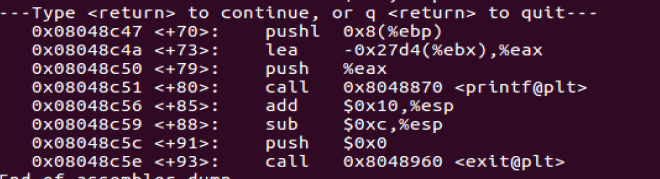 ---Type <return> to continue, or q <return> to quit---
   0x08048c47 <+70>:    pushl  0x8(%ebp)
   0x08048c4a <+73>:    lea    -0x27d4(%ebx),%eax
   0x08048c50 <+79>:    push   %eax
   0x08048c51 <+80>:    call   0x8048870 <printf@plt>
   0x08048c56 <+85>:    add    $0x10,%esp
   0x08048c59 <+88>:    sub    $0xc,%esp
   0x08048c5c <+91>:    push   $0x0
   0x08048c5e <+93>:    call   0x8048960 <exit@plt>
End of assembler dump